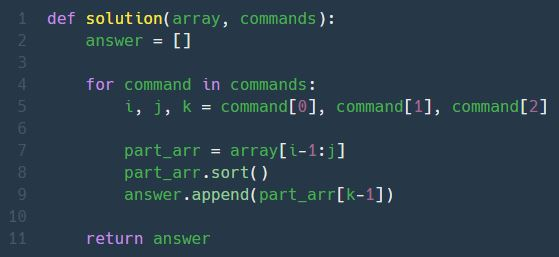 1 def solution(array, commands):
2     answer = []
3
4     for command in commands:
5         i, j, k = command[0], command[1], command[2]
6
7         part_arr = array[i-1:j]
8         part_arr.sort()
9         answer.append(part_arr[k-1])
10
11     return answer